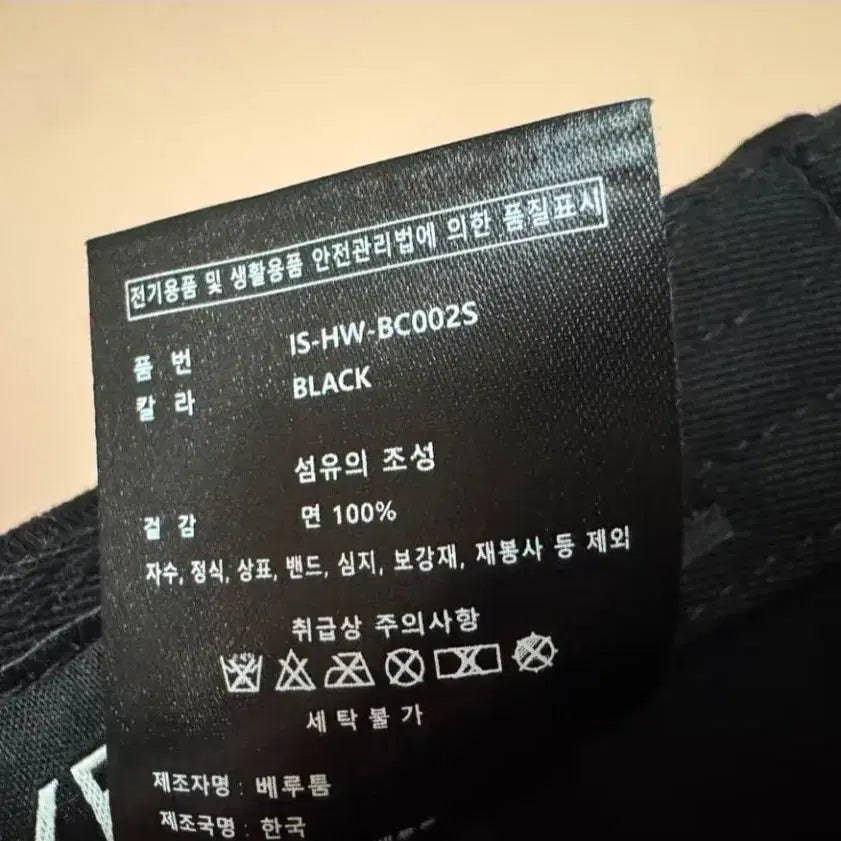 전기용품 및 생활용품 안전관리법에 의한 품질표시
품 번 IS-HW-BC002S
칼 라 BLACK
섬유의 조성
겉 감 면 100%
자수, 정식, 상표, 밴드, 심지, 보강재, 재봉사 등 제외
취급상 주의사항
세탁불가
제조자명 : 베루툼
제조국명 : 한국